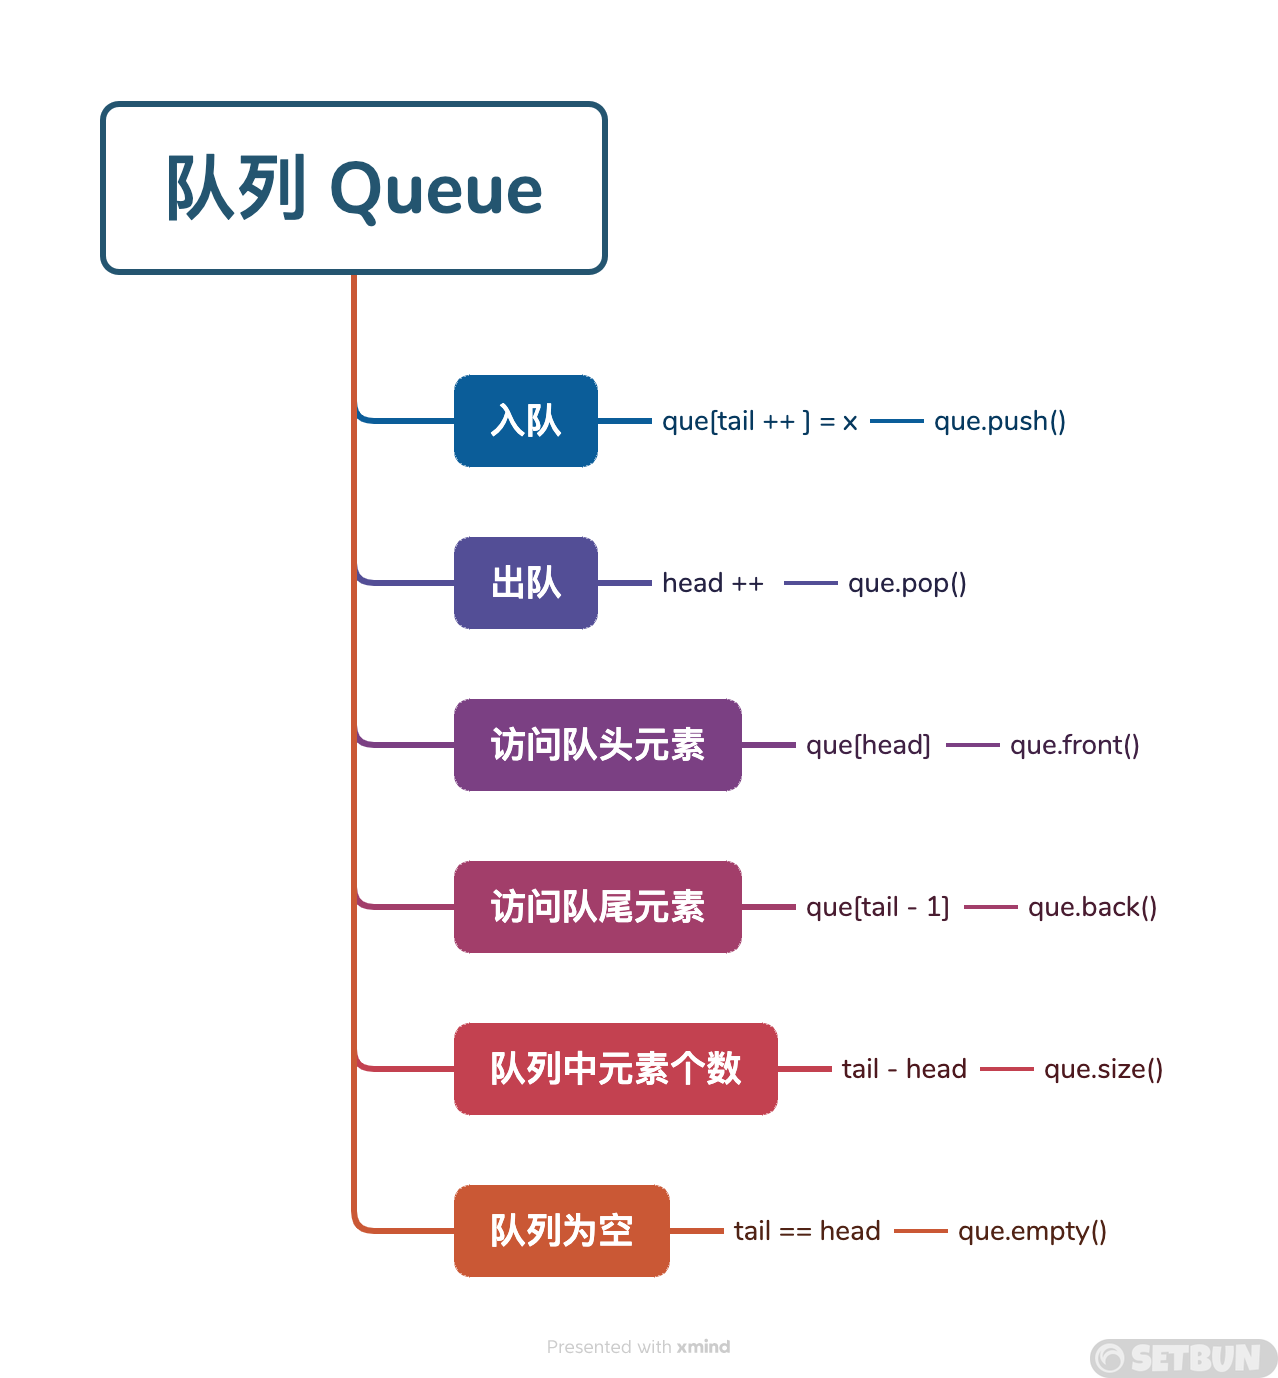 队列 Queue
入队 que[tail ++ ] = x que.push()
出队 head ++ que.pop()
访问队头元素 que[head] que.front()
访问队尾元素 que[tail - 1] que.back()
队列中元素个数 tail - head que.size()
队列为空 tail == head que.empty()
Presented with xmind
SETBUN